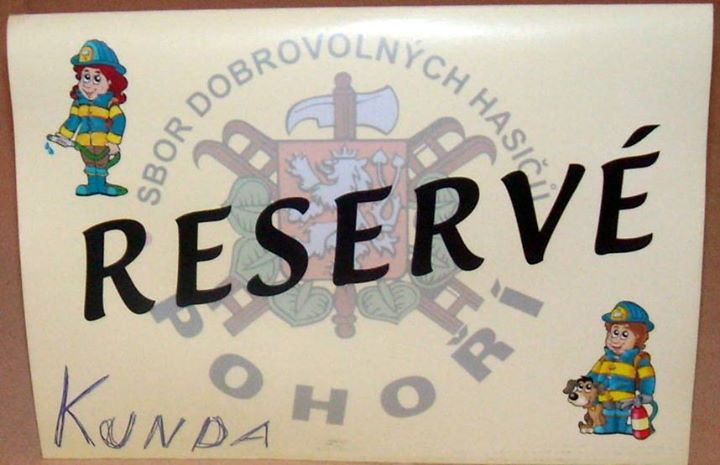 SBOR DOBROVOLNÝCH HASIČŮ
RESERVÉ
POHOŘÍ
KUNDA